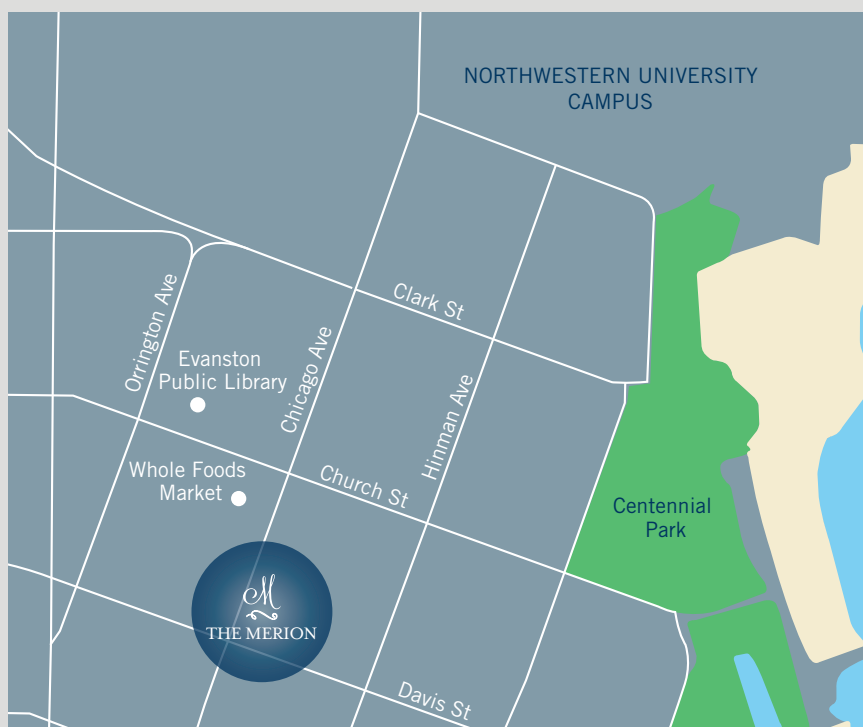 NORTHWESTERN UNIVERSITY
CAMPUS
Clark St
Orrington Ave
Evanston
Public Library
Chicago Ave
Hinman Ave
Whole Foods
Market
Church St
Centennial
Park
M
THE MERION
Davis St